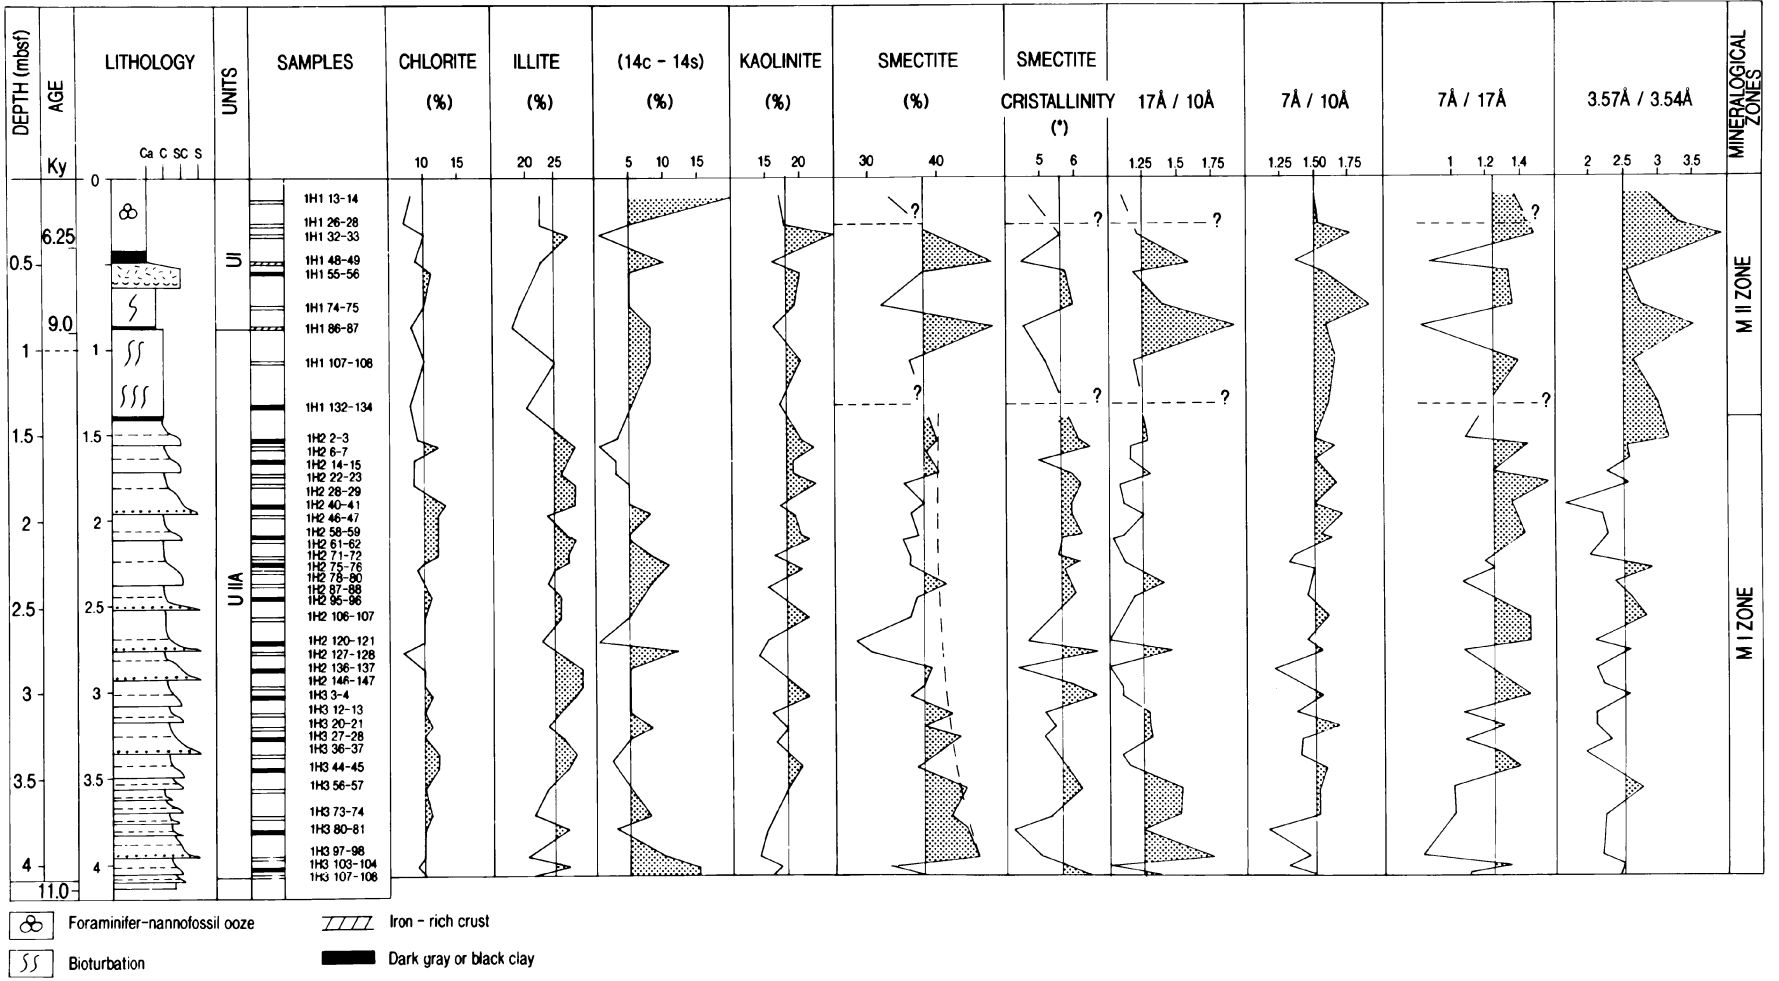 DEPTH (mbsf)
AGE
Ky
LITHOLOGY
Ca C SC S
UNITS
SAMPLES
CHLORITE
(%)
10 15
ILLITE
(%)
20 25
(14c - 14s)
(%)
5 10 15
KAOLINITE
(%)
15 20
SMECTITE
(%)
30 40
SMECTITE
CRISTALLINITY
(°)
5 6
17Å / 10Å
1.25 1.5 1.75
7Å / 10Å
1.25 1.50 1.75
7Å / 17Å
1 1.2 1.4
3.57Å / 3.54Å
2 2.5 3 3.5
MINERALOGICAL
ZONES
0.5
1
1.5
2
2.5
3
3.5
4
6.25
9.0
11.0
0
1
1.5
2
2.5
3
3.5
4
UI
U IIA
1H1 13-14
1H1 26-28
1H1 32-33
1H1 48-49
1H1 55-56
1H1 74-75
1H1 86-87
1H1 107-108
1H1 132-134
1H2 2-3
1H2 6-7
1H2 14-15
1H2 22-23
1H2 28-29
1H2 40-41
1H2 46-47
1H2 58-59
1H2 61-62
1H2 71-72
1H2 75-76
1H2 78-80
1H2 87-88
1H2 95-96
1H2 106-107
1H2 120-121
1H2 127-128
1H2 136-137
1H2 146-147
1H3 3-4
1H3 12-13
1H3 20-21
1H3 27-28
1H3 36-37
1H3 44-45
1H3 56-57
1H3 73-74
1H3 80-81
1H3 97-98
1H3 103-104
1H3 107-108
? ? ? ?
? ? ? ?
M II ZONE
M I ZONE
Foraminifer-nannofossil ooze
Iron - rich crust
Bioturbation
Dark gray or black clay